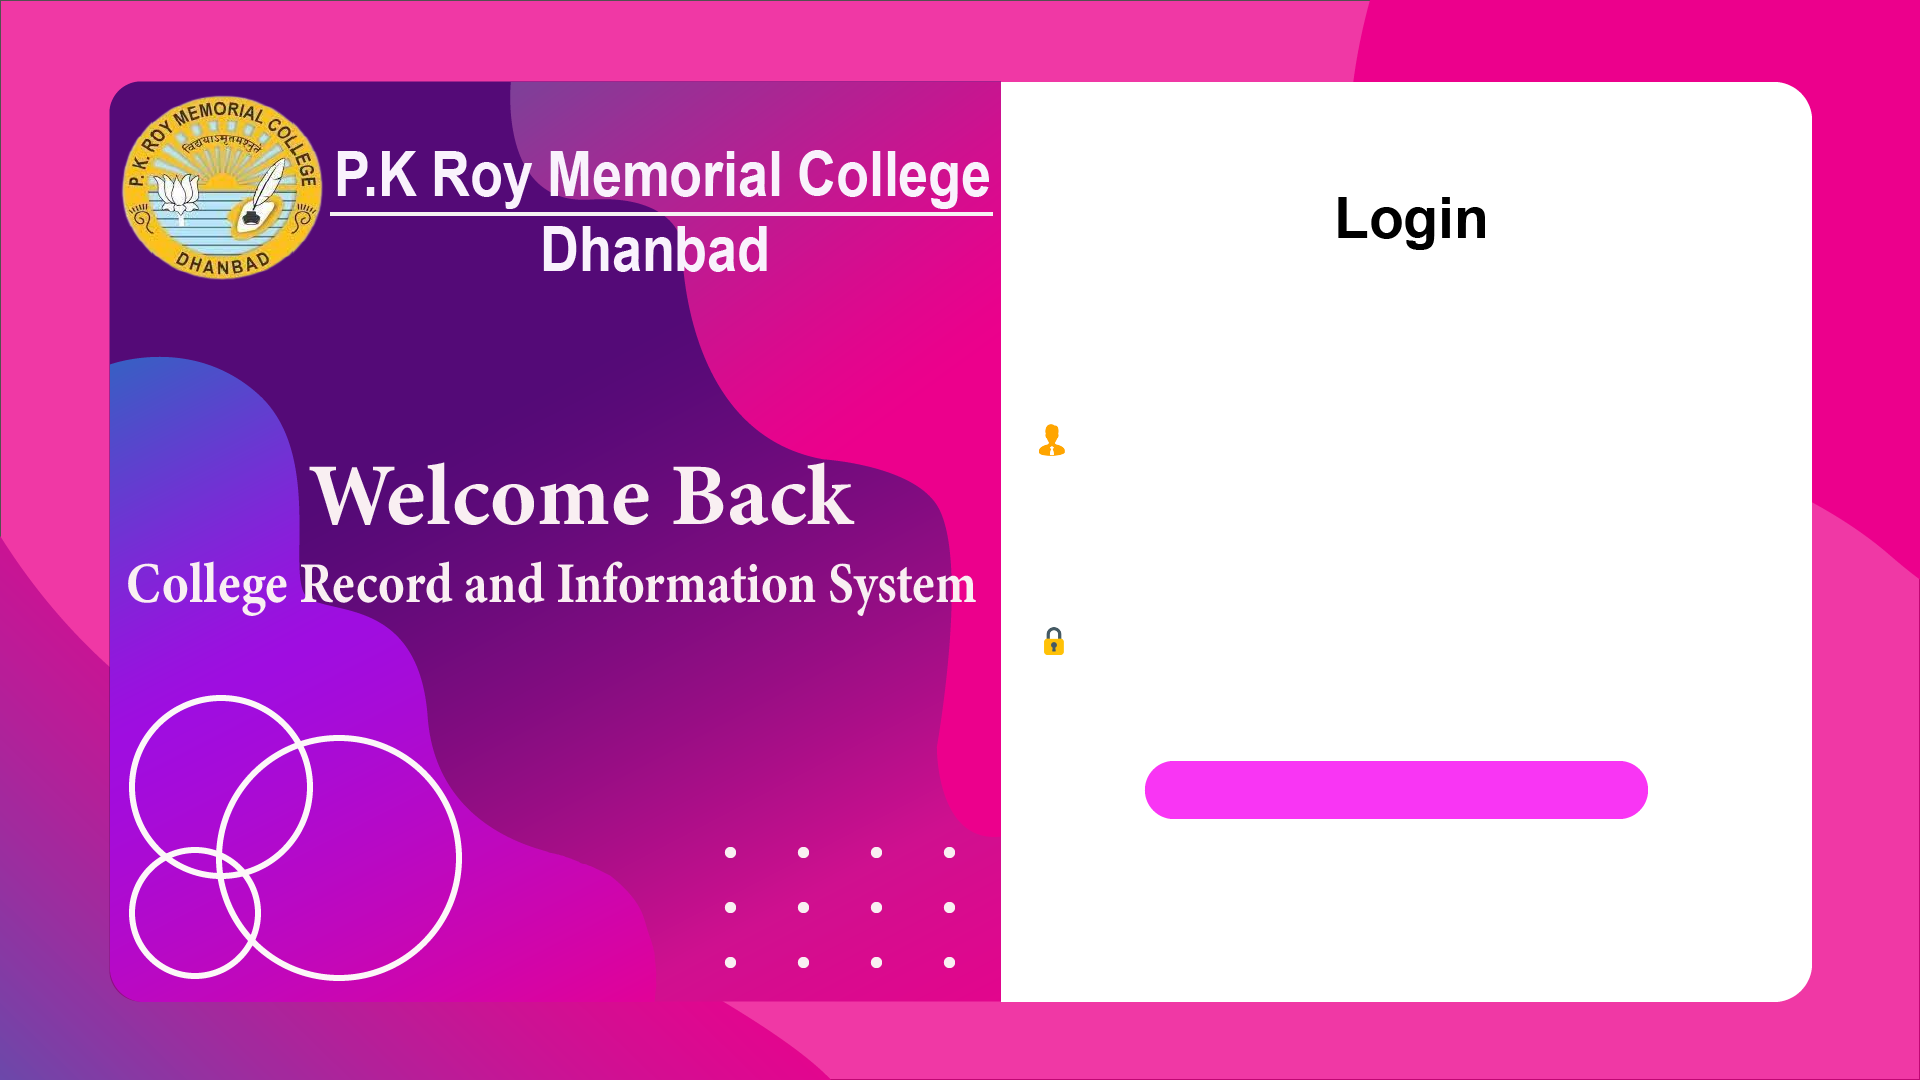 P. K. ROY MEMORIAL COLLEGE
विद्ययाऽमृतमश्नुते
DHANBAD
P.K Roy Memorial College
Dhanbad
Welcome Back
College Record and Information System
Login